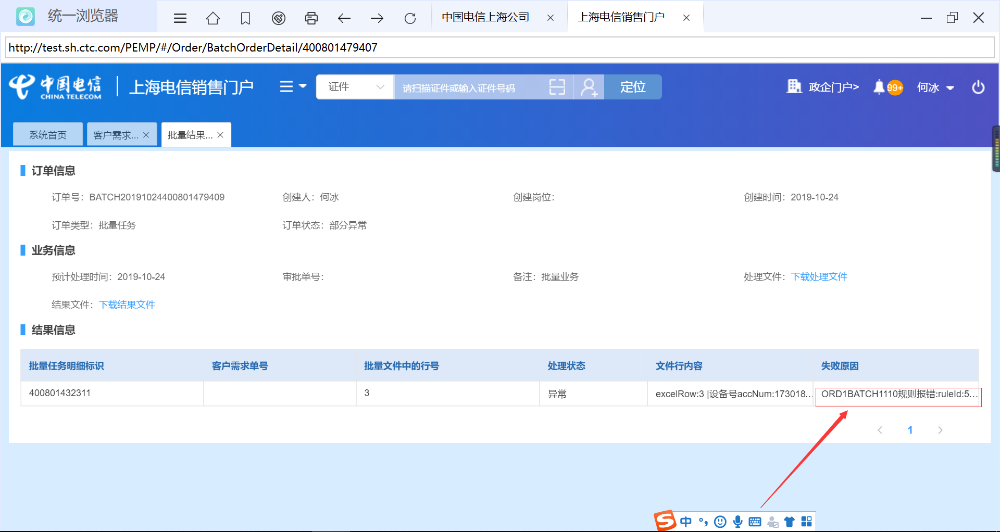 统一浏览器
中国电信上海公司
上海电信销售门户
http://test.sh.ctc.com/PEMP/#/Order/BatchOrderDetail/400801479407
中国电信
CHINA TELECOM
上海电信销售门户
证件
请扫描证件或输入证件号码
定位
政企门户>
99+
何冰
系统首页
客户需求...
批量结果...
订单信息
订单号：BATCH20191024400801479409
创建人：何冰
创建岗位：
创建时间：2019-10-24
订单类型：批量任务
订单状态：部分异常
业务信息
预计处理时间：2019-10-24
审批单号：
备注：批量业务
处理文件：下载处理文件
结果文件：下载结果文件
结果信息
批量任务明细标识
客户需求单号
批量文件中的行号
处理状态
文件行内容
失败原因
400801432311
3
异常
excelRow:3 |设备号accNum:173018...
ORD1BATCH1110规则报错:ruleId:5...
1
S
中